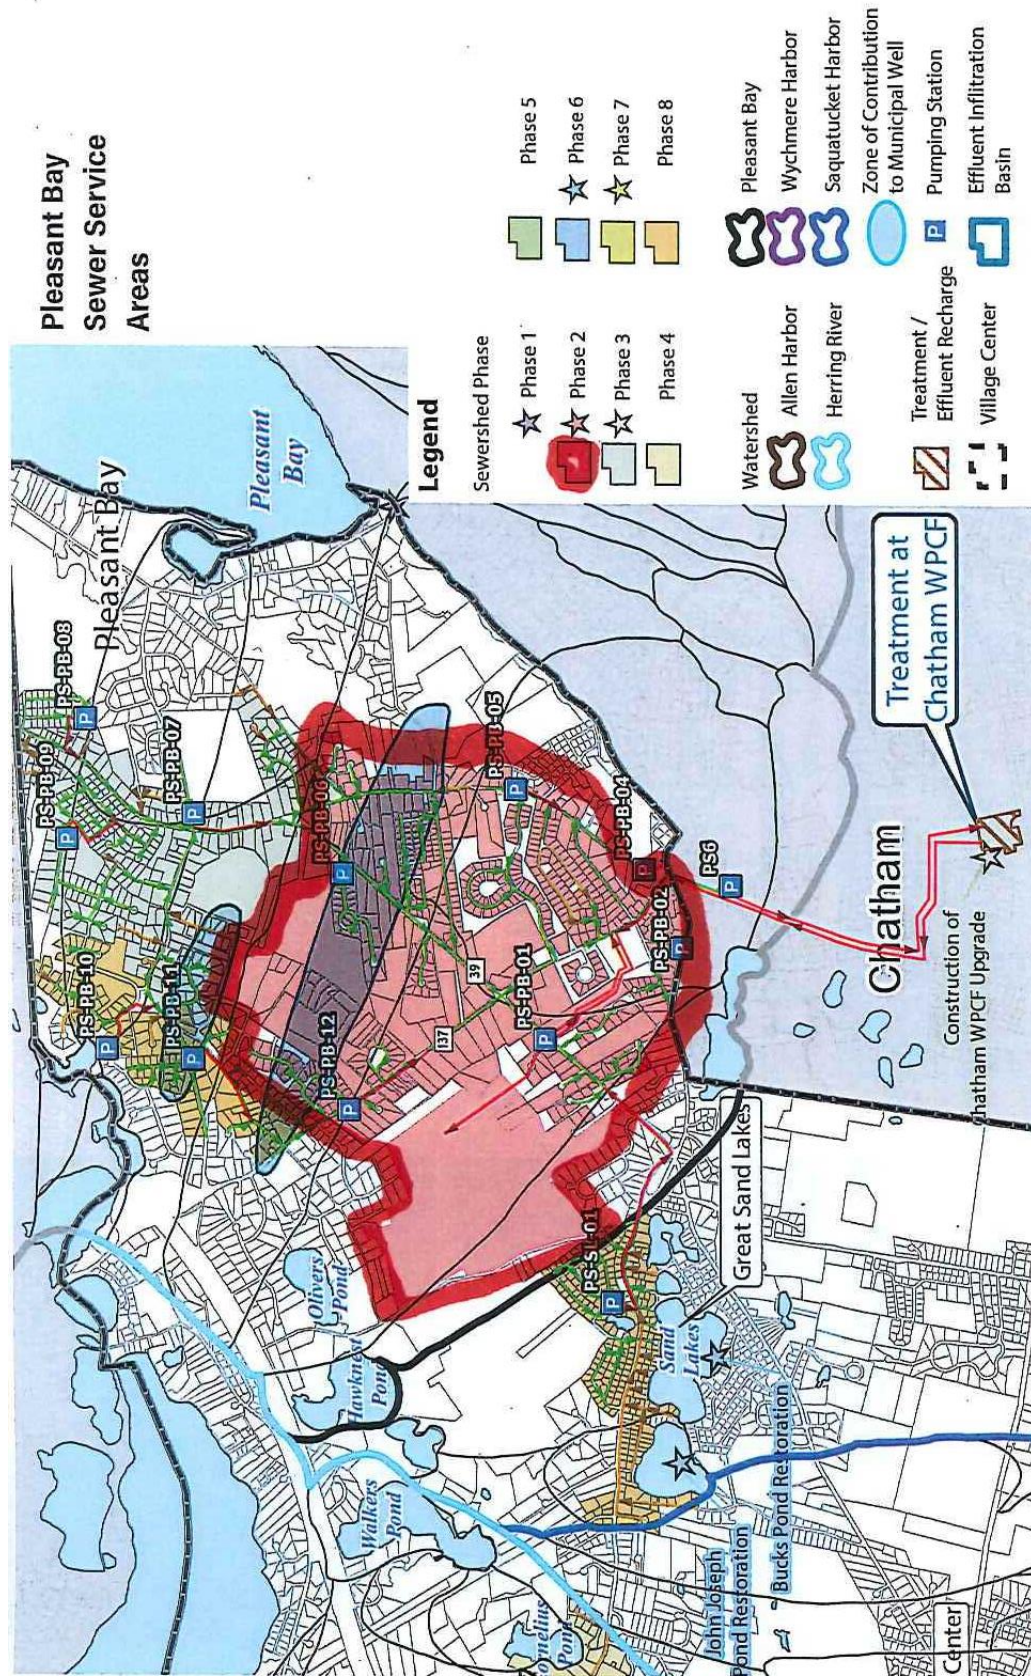 Pleasant Bay
Sewer Service
Areas
Legend
Sewershed Phase
Phase 1
Phase 2
Phase 3
Phase 4
Phase 5
Phase 6
Phase 7
Phase 8
Watershed
Allen Harbor
Herring River
Pleasant Bay
Wychmere Harbor
Saquatucket Harbor
Zone of Contribution
to Municipal Well
Treatment /
Effluent Recharge
Village Center
P
Pumping Station
Effluent Inflitration
Basin
Pleasant
Bay
Pleasant Bay
PS-PB-08
P
PS-PB-09
P
PS-PB-07
P
PS-PB-10
P
PS-PB-11
P
PS-PB-06
P
PS-PB-05
P
PS-PB-12
P
39
137
PS-PB-01
P
PS-PB-04
P
PS-PB-02
P
PS6
P
PS-SL-01
P
Olivers
Pond
Hawknest
Pond
Walkers
Pond
Sand
Lakes
Great Sand Lakes
Chatham
Treatment at
Chatham WPCF
Construction of
hatham WPCF Upgrade
John Joseph
Pond Restoration
Bucks Pond Restoration
ornelius
Pond
Center